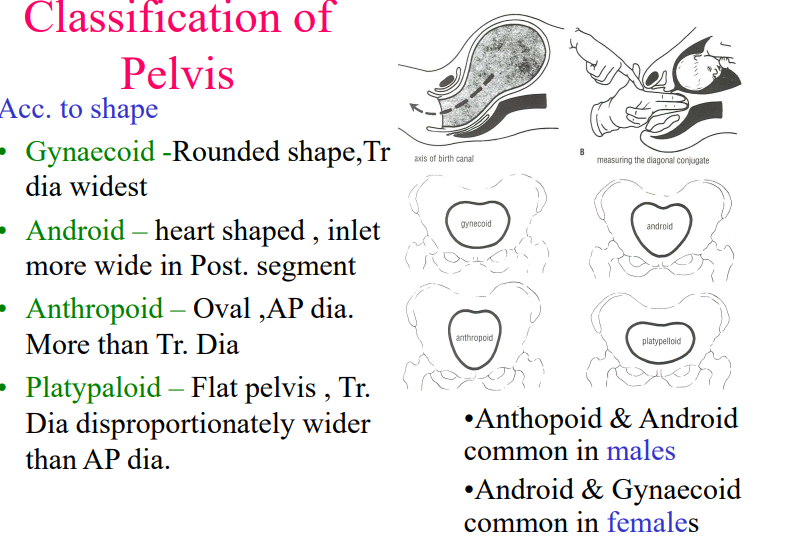 Classification of
Pelvis
Acc. to shape
• Gynaecoid -Rounded shape,Tr
dia widest
• Android – heart shaped , inlet
more wide in Post. segment
• Anthropoid – Oval ,AP dia.
More than Tr. Dia
• Platypaloid – Flat pelvis , Tr.
Dia disproportionately wider
than AP dia.
axis of birth canal
B
measuring the diagonal conjugate
gynecoid
android
anthropoid
platypelloid
•Anthopoid & Android
common in males
•Android & Gynaecoid
common in females